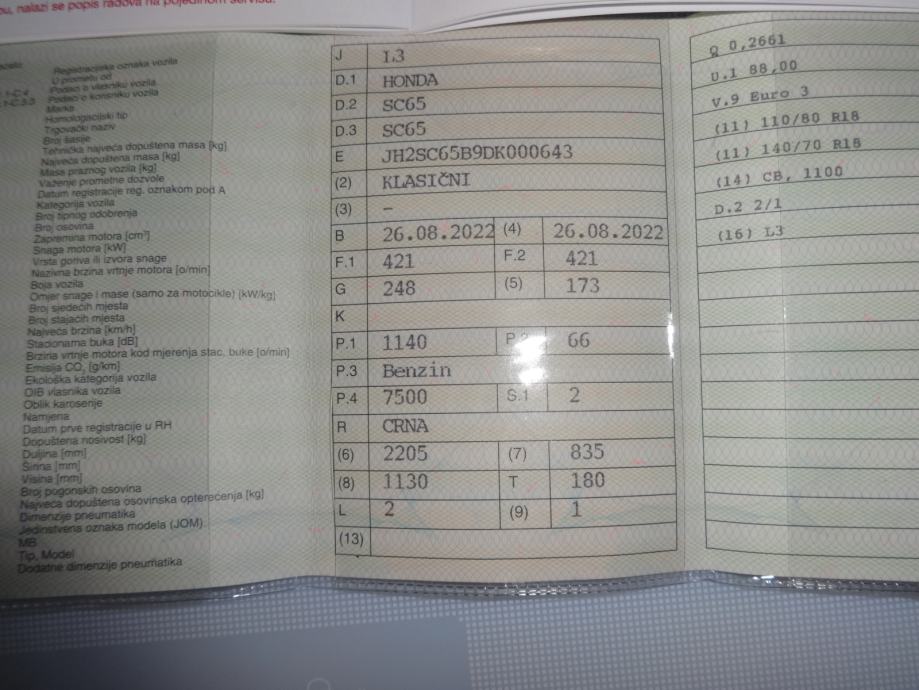 nalazi se popis radova na pojedinom servisu.
Registracijska oznaka vozila
U prometu od
Podaci o vlasniku vozila
Podaci o korisniku vozila
Marka
Homologacijski tip
Trgovački naziv
Broj šasije
Tehnička najveća dopuštena masa [kg]
Najveća dopuštena masa [kg]
Masa praznog vozila [kg]
Važenje prometne dozvole
Datum registracije reg. oznakom pod A
Kategorija vozila
Broj tipnog odobrenja
Broj osovina
Zapremina motora [cm³]
Snaga motora [kW]
Vrsta goriva ili izvora snage
Nazivna brzina vrtnje motora [o/min]
Boja vozila
Omjer snage i mase (samo za motocikle) [kW/kg]
Broj sjedećih mjesta
Broj stajaćih mjesta
Najveća brzina [km/h]
Stacionarna buka [dB]
Brzina vrtnje motora kod mjerenja stac. buke [o/min]
Emisija CO₂ [g/km]
Ekološka kategorija vozila
OIB vlasnika vozila
Oblik karoserije
Namjena
Datum prve registracije u RH
Dopuštena nosivost [kg]
Duljina [mm]
Širina [mm]
Visina [mm]
Broj pogonskih osovina
Najveća dopuštena osovinska opterećenja [kg]
Dimenzije pneumatika
Jedinstvena oznaka modela (JOM)
MB
Tip, Model
Dodatne dimenzije pneumatika
J L3
D.1 HONDA
D.2 SC65
D.3 SC65
E JH2SC65B9DK000643
(2) KLASIČNI
(3) –
B 26.08.2022 (4) 26.08.2022
F.1 421 F.2 421
G 248 (5) 173
K
P.1 1140 P.2 66
P.3 Benzin
P.4 7500 S.1 2
R CRNA
(6) 2205 (7) 835
(8) 1130 T 180
L 2 (9) 1
(13)
Q 0,2661
U.1 88,00
V.9 Euro 3
(11) 110/80 R18
(11) 140/70 R18
(14) CB, 1100
D.2 2/1
(16) L3